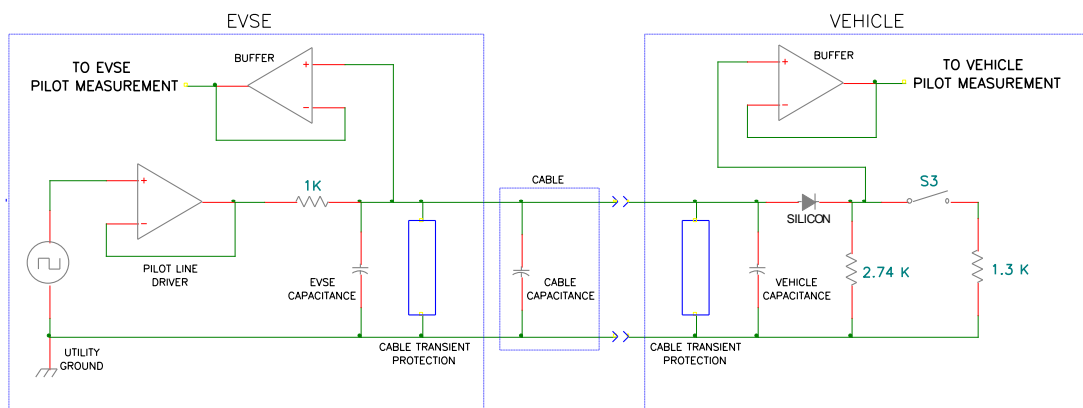 EVSE
VEHICLE
BUFFER
TO EVSE
PILOT MEASUREMENT
+
−
BUFFER
TO VEHICLE
PILOT MEASUREMENT
+
−
+
−
PILOT LINE
DRIVER
1K
EVSE
CAPACITANCE
CABLE
CABLE
CAPACITANCE
SILICON
S3
VEHICLE
CAPACITANCE
2.74 K
1.3 K
UTILITY
GROUND
CABLE TRANSIENT
PROTECTION
CABLE TRANSIENT
PROTECTION